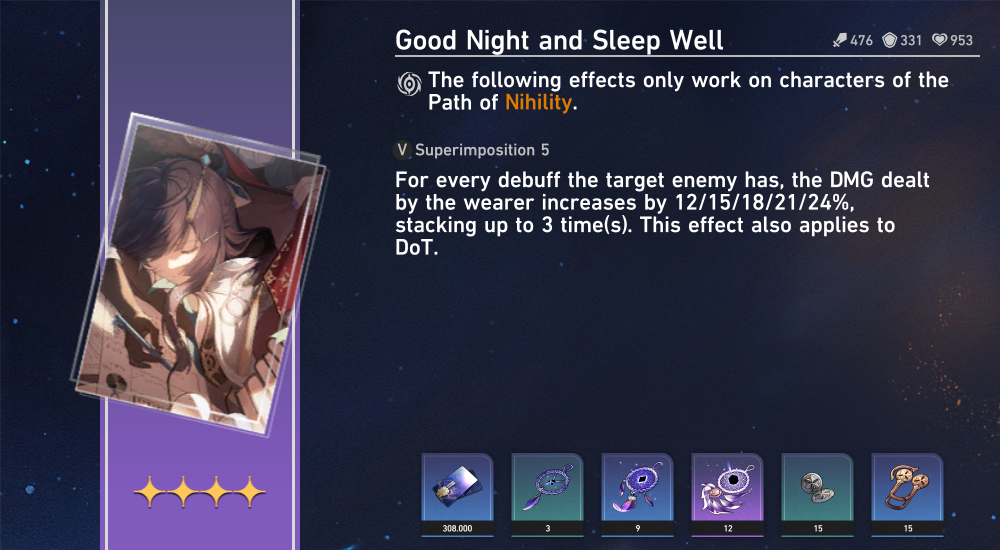 Good Night and Sleep Well
476 331 953
The following effects only work on characters of the
Path of Nihility.
V Superimposition 5
For every debuff the target enemy has, the DMG dealt
by the wearer increases by 12/15/18/21/24%,
stacking up to 3 time(s). This effect also applies to
DoT.
308.000 3 9 12 15 15